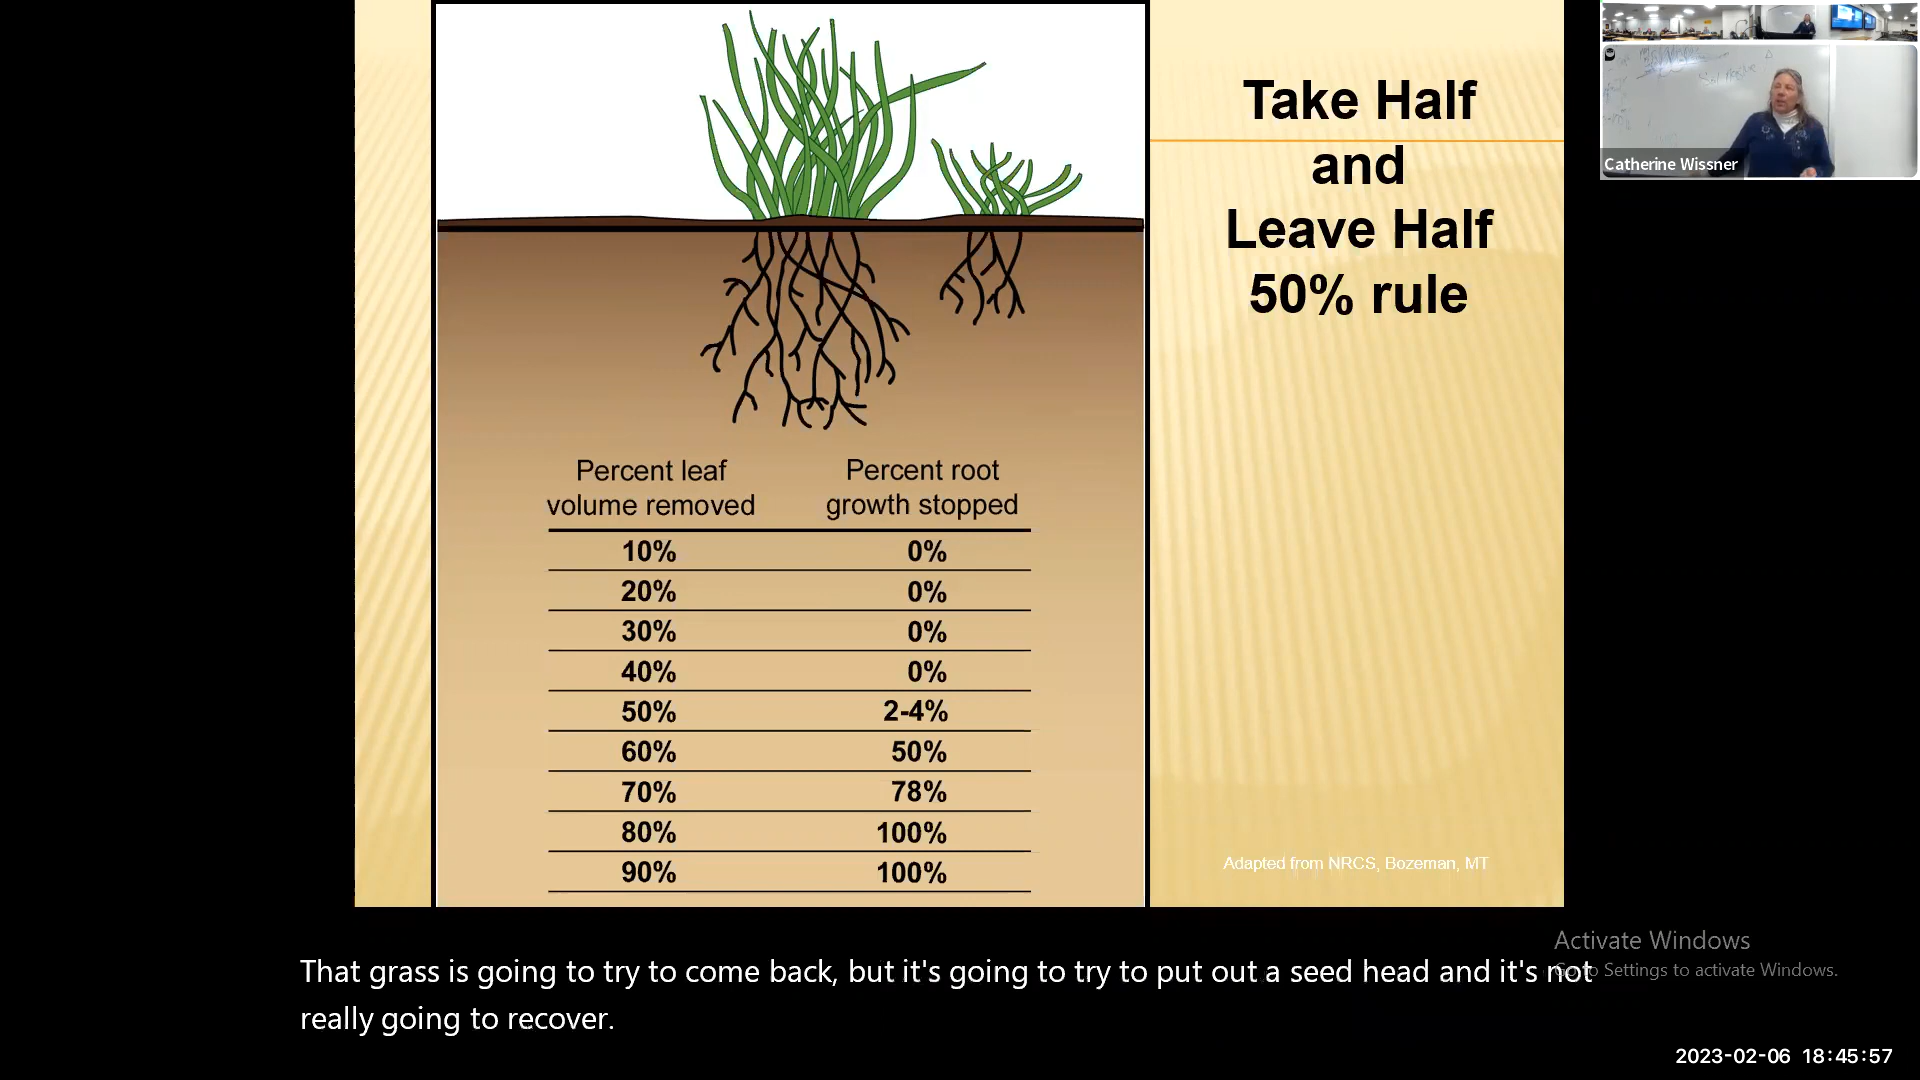 Take Half
and
Leave Half
50% rule
Catherine Wissner
Percent leaf volume removed Percent root growth stopped
10% 0%
20% 0%
30% 0%
40% 0%
50% 2-4%
60% 50%
70% 78%
80% 100%
90% 100%
Adapted from NRCS, Bozeman, MT
Activate Windows
Go to Settings to activate Windows.
That grass is going to try to come back, but it's going to try to put out a seed head and it's not
really going to recover.
2023-02-06 18:45:57